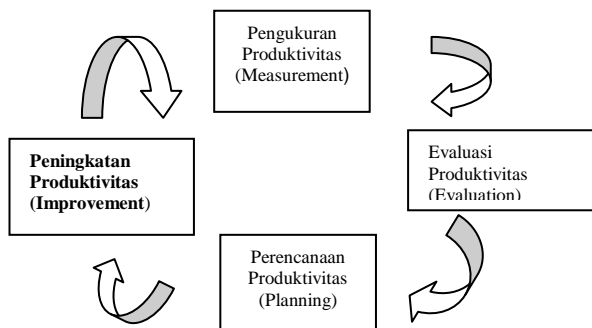 Pengukuran
Produktivitas
(Measurement)
Peningkatan
Produktivitas
(Improvement)
Evaluasi
Produktivitas
(Evaluation)
Perencanaan
Produktivitas
(Planning)